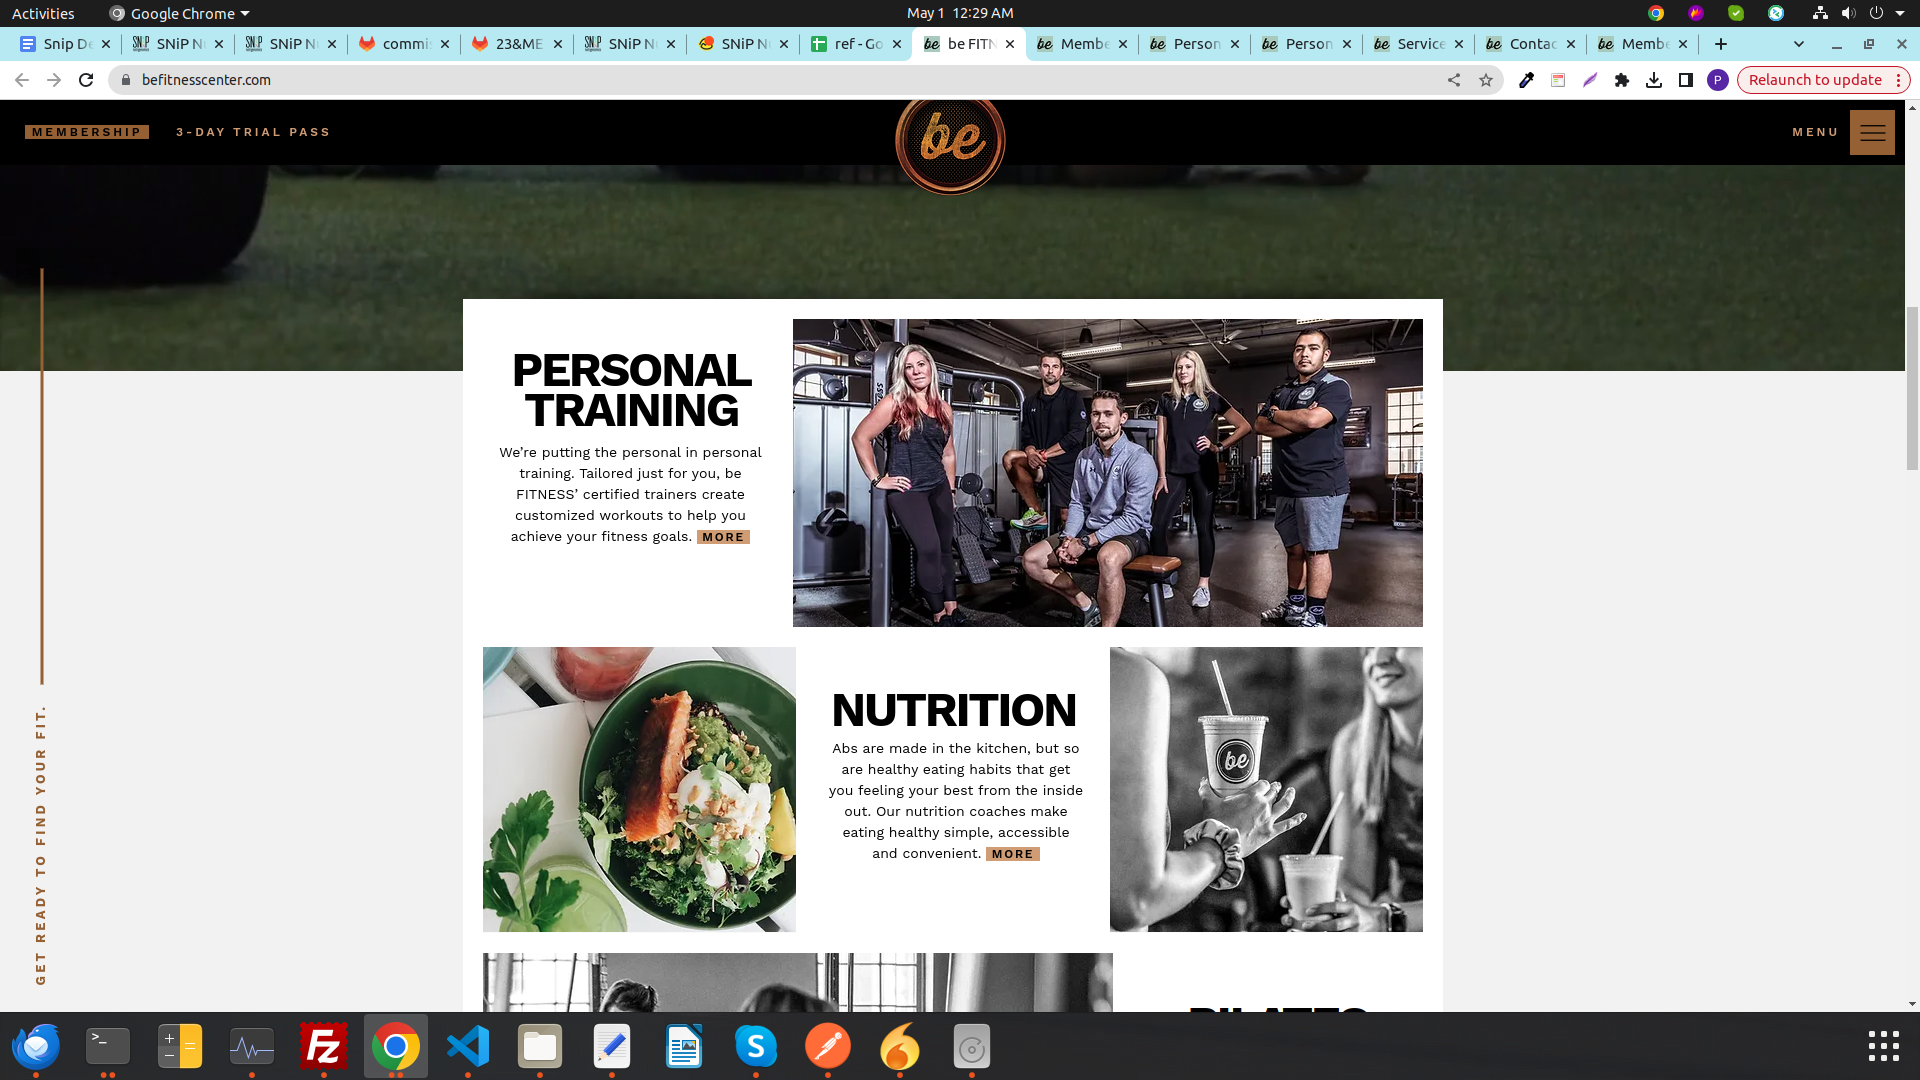 Activities
Google Chrome
May 1 12:29 AM
Snip De
SNiP N
SNiP N
commis
23&ME
SNiP N
SNiP N
ref - Go
be FITN
Membe
Person
Person
Service
Contac
Membe
befitnesscenter.com
P
Relaunch to update
MEMBERSHIP
3-DAY TRIAL PASS
be
MENU
PERSONAL
TRAINING
We’re putting the personal in personal
training. Tailored just for you, be
FITNESS’ certified trainers create
customized workouts to help you
achieve your fitness goals. MORE
NUTRITION
Abs are made in the kitchen, but so
are healthy eating habits that get
you feeling your best from the inside
out. Our nutrition coaches make
eating healthy simple, accessible
and convenient. MORE
be
GET READY TO FIND YOUR FIT.
PILATES